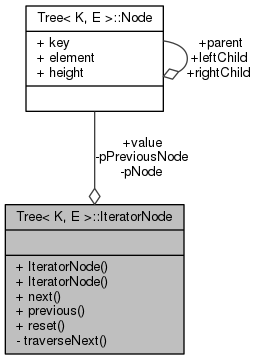 Tree< K, E >::Node
+ key
+ element
+ height
+parent
+leftChild
+rightChild
+value
-pPreviousNode
-pNode
Tree< K, E >::IteratorNode
+ IteratorNode()
+ IteratorNode()
+ next()
+ previous()
+ reset()
- traverseNext()